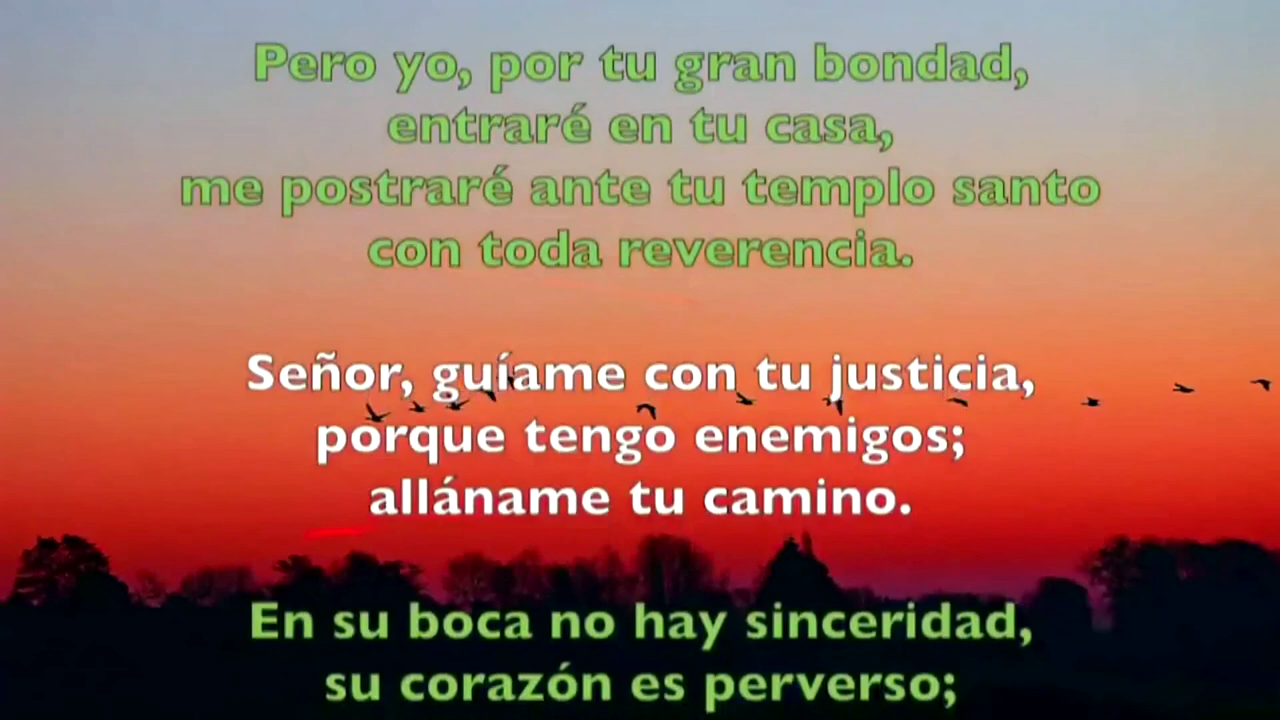 Pero yo, por tu gran bondad,
entraré en tu casa,
me postraré ante tu templo santo
con toda reverencia.
Señor, guíame con tu justicia,
porque tengo enemigos;
allániame tu camino.
En su boca no hay sinceridad,
su corazón es perverso;